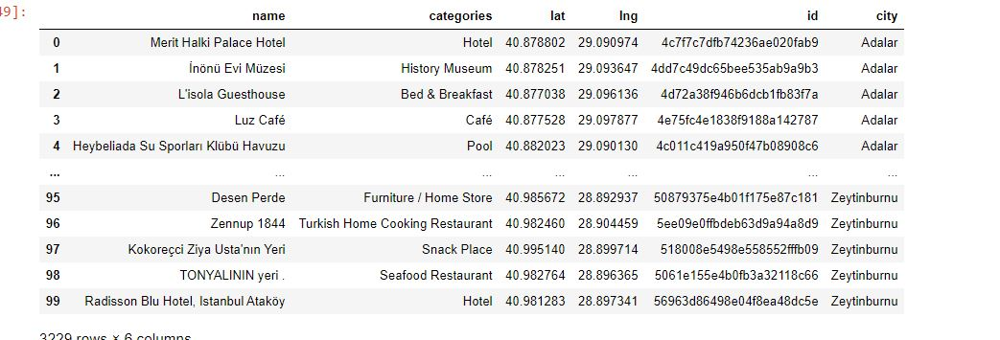 49]:
name categories lat lng id city
0 Merit Halki Palace Hotel Hotel 40.878802 29.090974 4c7f7c7dfb74236ae020fab9 Adalar
1 İnönü Evi Müzesi History Museum 40.878251 29.093647 4dd7c49dc65bee535ab9a9b3 Adalar
2 L'isola Guesthouse Bed & Breakfast 40.877038 29.096136 4d72a38f946b6dcb1fb83f7a Adalar
3 Luz Café Café 40.877528 29.097877 4e75fc4e1838f9188a142787 Adalar
4 Heybeliada Su Sporları Klübü Havuzu Pool 40.882023 29.090130 4c011c419a950f47b08908c6 Adalar
... ... ... ... ... ... ...
95 Desen Perde Furniture / Home Store 40.985672 28.892937 50879375e4b01f175e87c181 Zeytinburnu
96 Zennup 1844 Turkish Home Cooking Restaurant 40.982460 28.904459 5ee09e0ffbdeb63d9a94a8d9 Zeytinburnu
97 Kokoreçci Ziya Usta'nın Yeri Snack Place 40.995140 28.899714 518008e5498e558552fffb09 Zeytinburnu
98 TONYALININ yeri . Seafood Restaurant 40.982764 28.896365 5061e155e4b0fb3a32118c66 Zeytinburnu
99 Radisson Blu Hotel, Istanbul Ataköy Hotel 40.981283 28.897341 56963d86498e04f8ea48dc5e Zeytinburnu
3229 rows × 6 columns